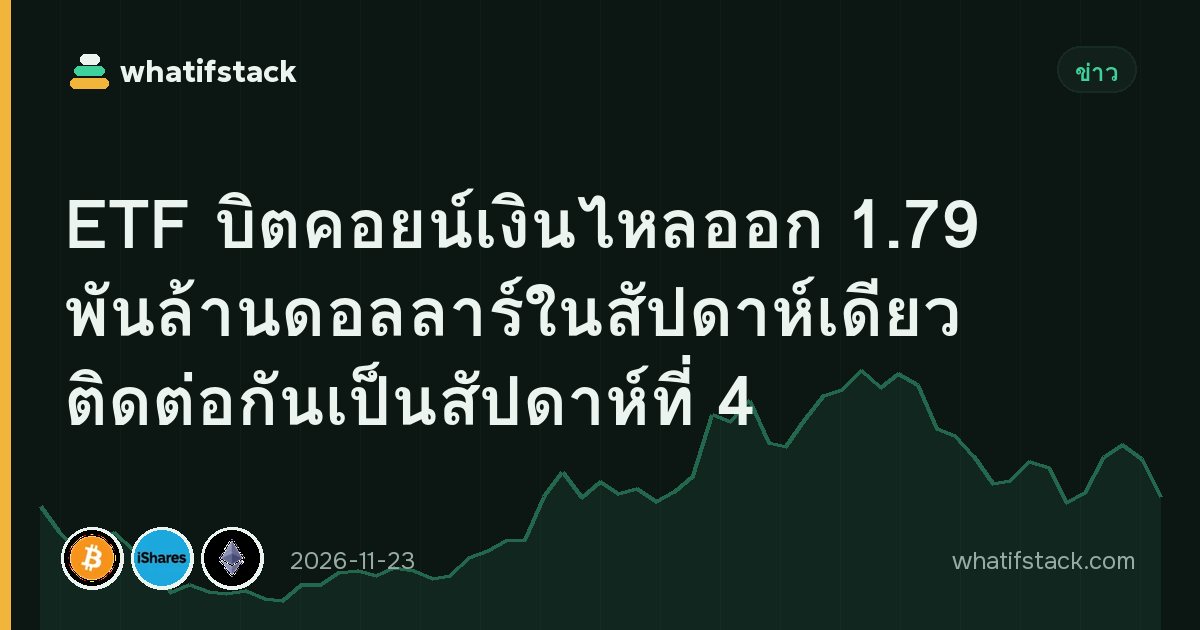 whatifstack
ข่าว
ETF บิตคอยน์เงินไหลออก 1.79
พันล้านดอลลาร์ในสัปดาห์เดียว
ติดต่อกันเป็นสัปดาห์ที่ 4
iShares
2026-11-23
whatifstack.com